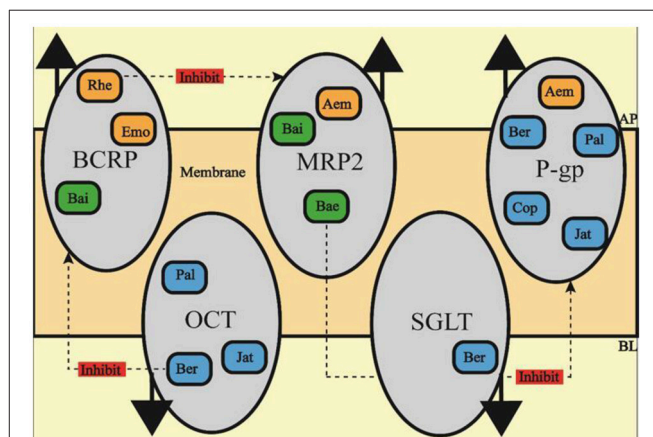 Rhe
Inhibit
Emo
BCRP
Bai
Aem
Bai
MRP2
Bae
Membrane
Aem
Ber
Pal
P-gp
Cop
Jat
AP
Pal
OCT
Ber
Jat
Inhibit
SGLT
Ber
Inhibit
BL